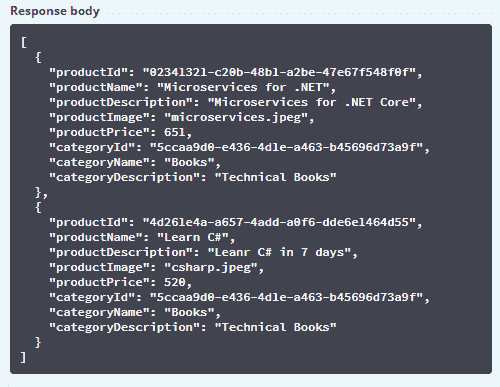 Response body
[
  {
    "productId": "02341321-c20b-48b1-a2be-47e67f548f0f",
    "productName": "Microservices for .NET",
    "productDescription": "Microservices for .NET Core",
    "productImage": "microservices.jpeg",
    "productPrice": 651,
    "categoryId": "5ccaa9d0-e436-4d1e-a463-b45696d73a9f",
    "categoryName": "Books",
    "categoryDescription": "Technical Books"
  },
  {
    "productId": "4d261e4a-a657-4add-a0f6-dde6e1464d55",
    "productName": "Learn C#",
    "productDescription": "Leanr C# in 7 days",
    "productImage": "csharp.jpeg",
    "productPrice": 520,
    "categoryId": "5ccaa9d0-e436-4d1e-a463-b45696d73a9f",
    "categoryName": "Books",
    "categoryDescription": "Technical Books"
  }
]